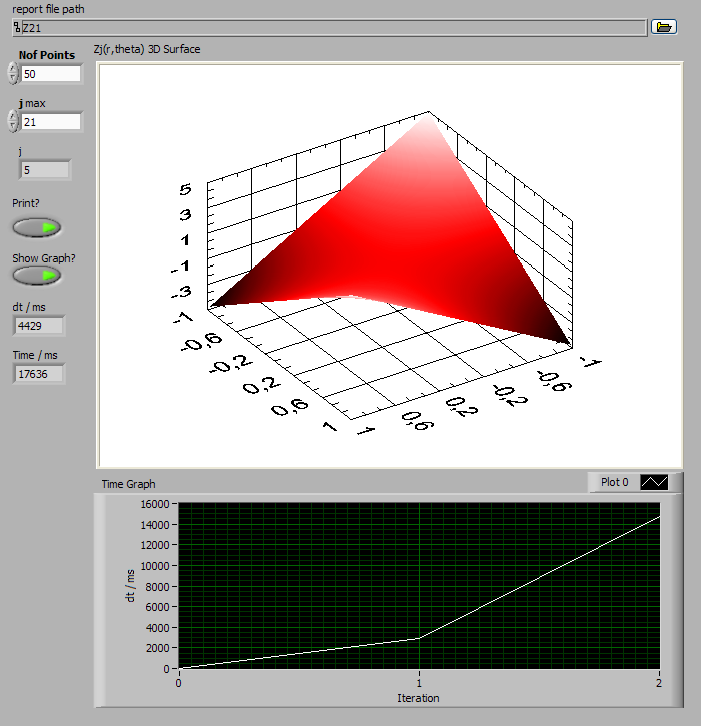 report file path
Z21
Zj(r,theta) 3D Surface
Nof Points
50
j max
21
j
5
Print?
Show Graph?
dt / ms
4429
Time / ms
17636
5
3
1
-1
-3
-1
-0,6
-0,2
0,2
0,6
1
1
0,6
0,2
-0,2
-0,6
-1
Time Graph
Plot 0
16000
14000
12000
10000
8000
6000
4000
2000
0
dt / ms
0 1 2
Iteration